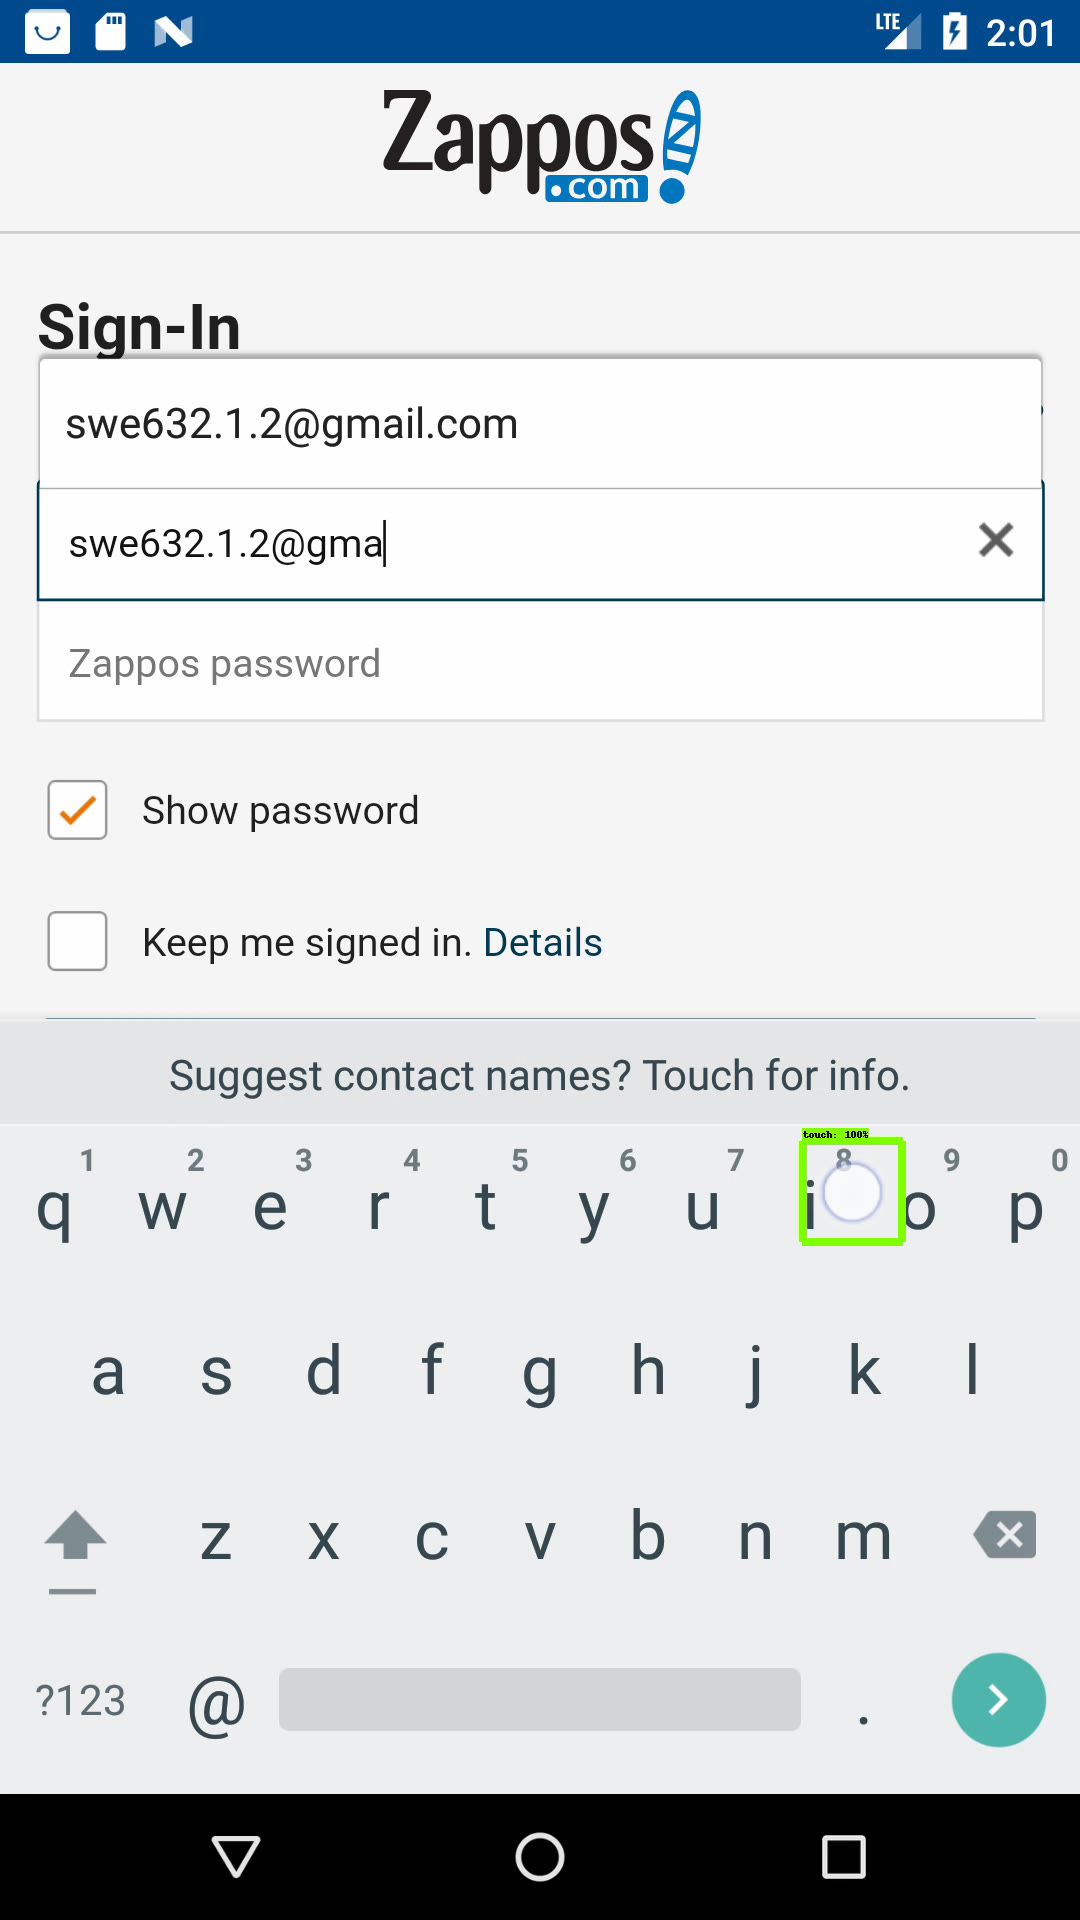 LTE 2:01
Zappos
.com
Sign-In
swe632.1.2@gmail.com
swe632.1.2@gma
Zappos password
Show password
Keep me signed in. Details
Suggest contact names? Touch for info.
touch: 100%
1 2 3 4 5 6 7 8 9 0
q w e r t y u i o p
a s d f g h j k l
z x c v b n m
?123 @ .